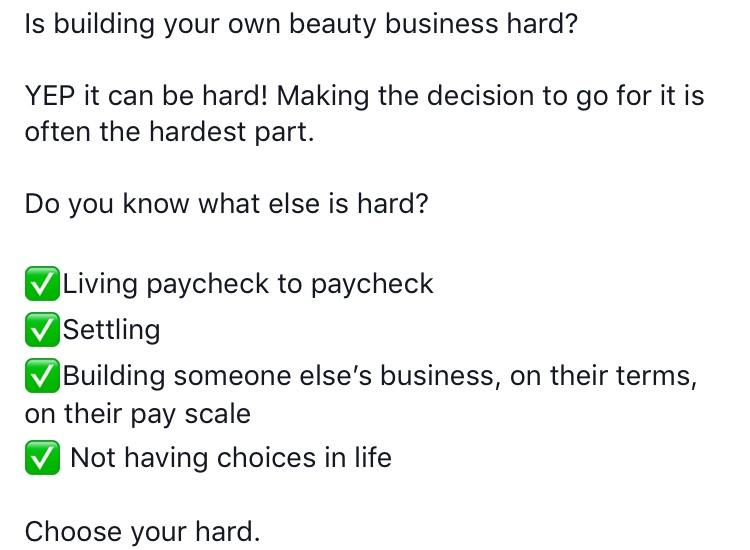 Is building your own beauty business hard?
YEP it can be hard! Making the decision to go for it is
often the hardest part.
Do you know what else is hard?
✅Living paycheck to paycheck
✅Settling
✅Building someone else’s business, on their terms,
on their pay scale
✅ Not having choices in life
Choose your hard.